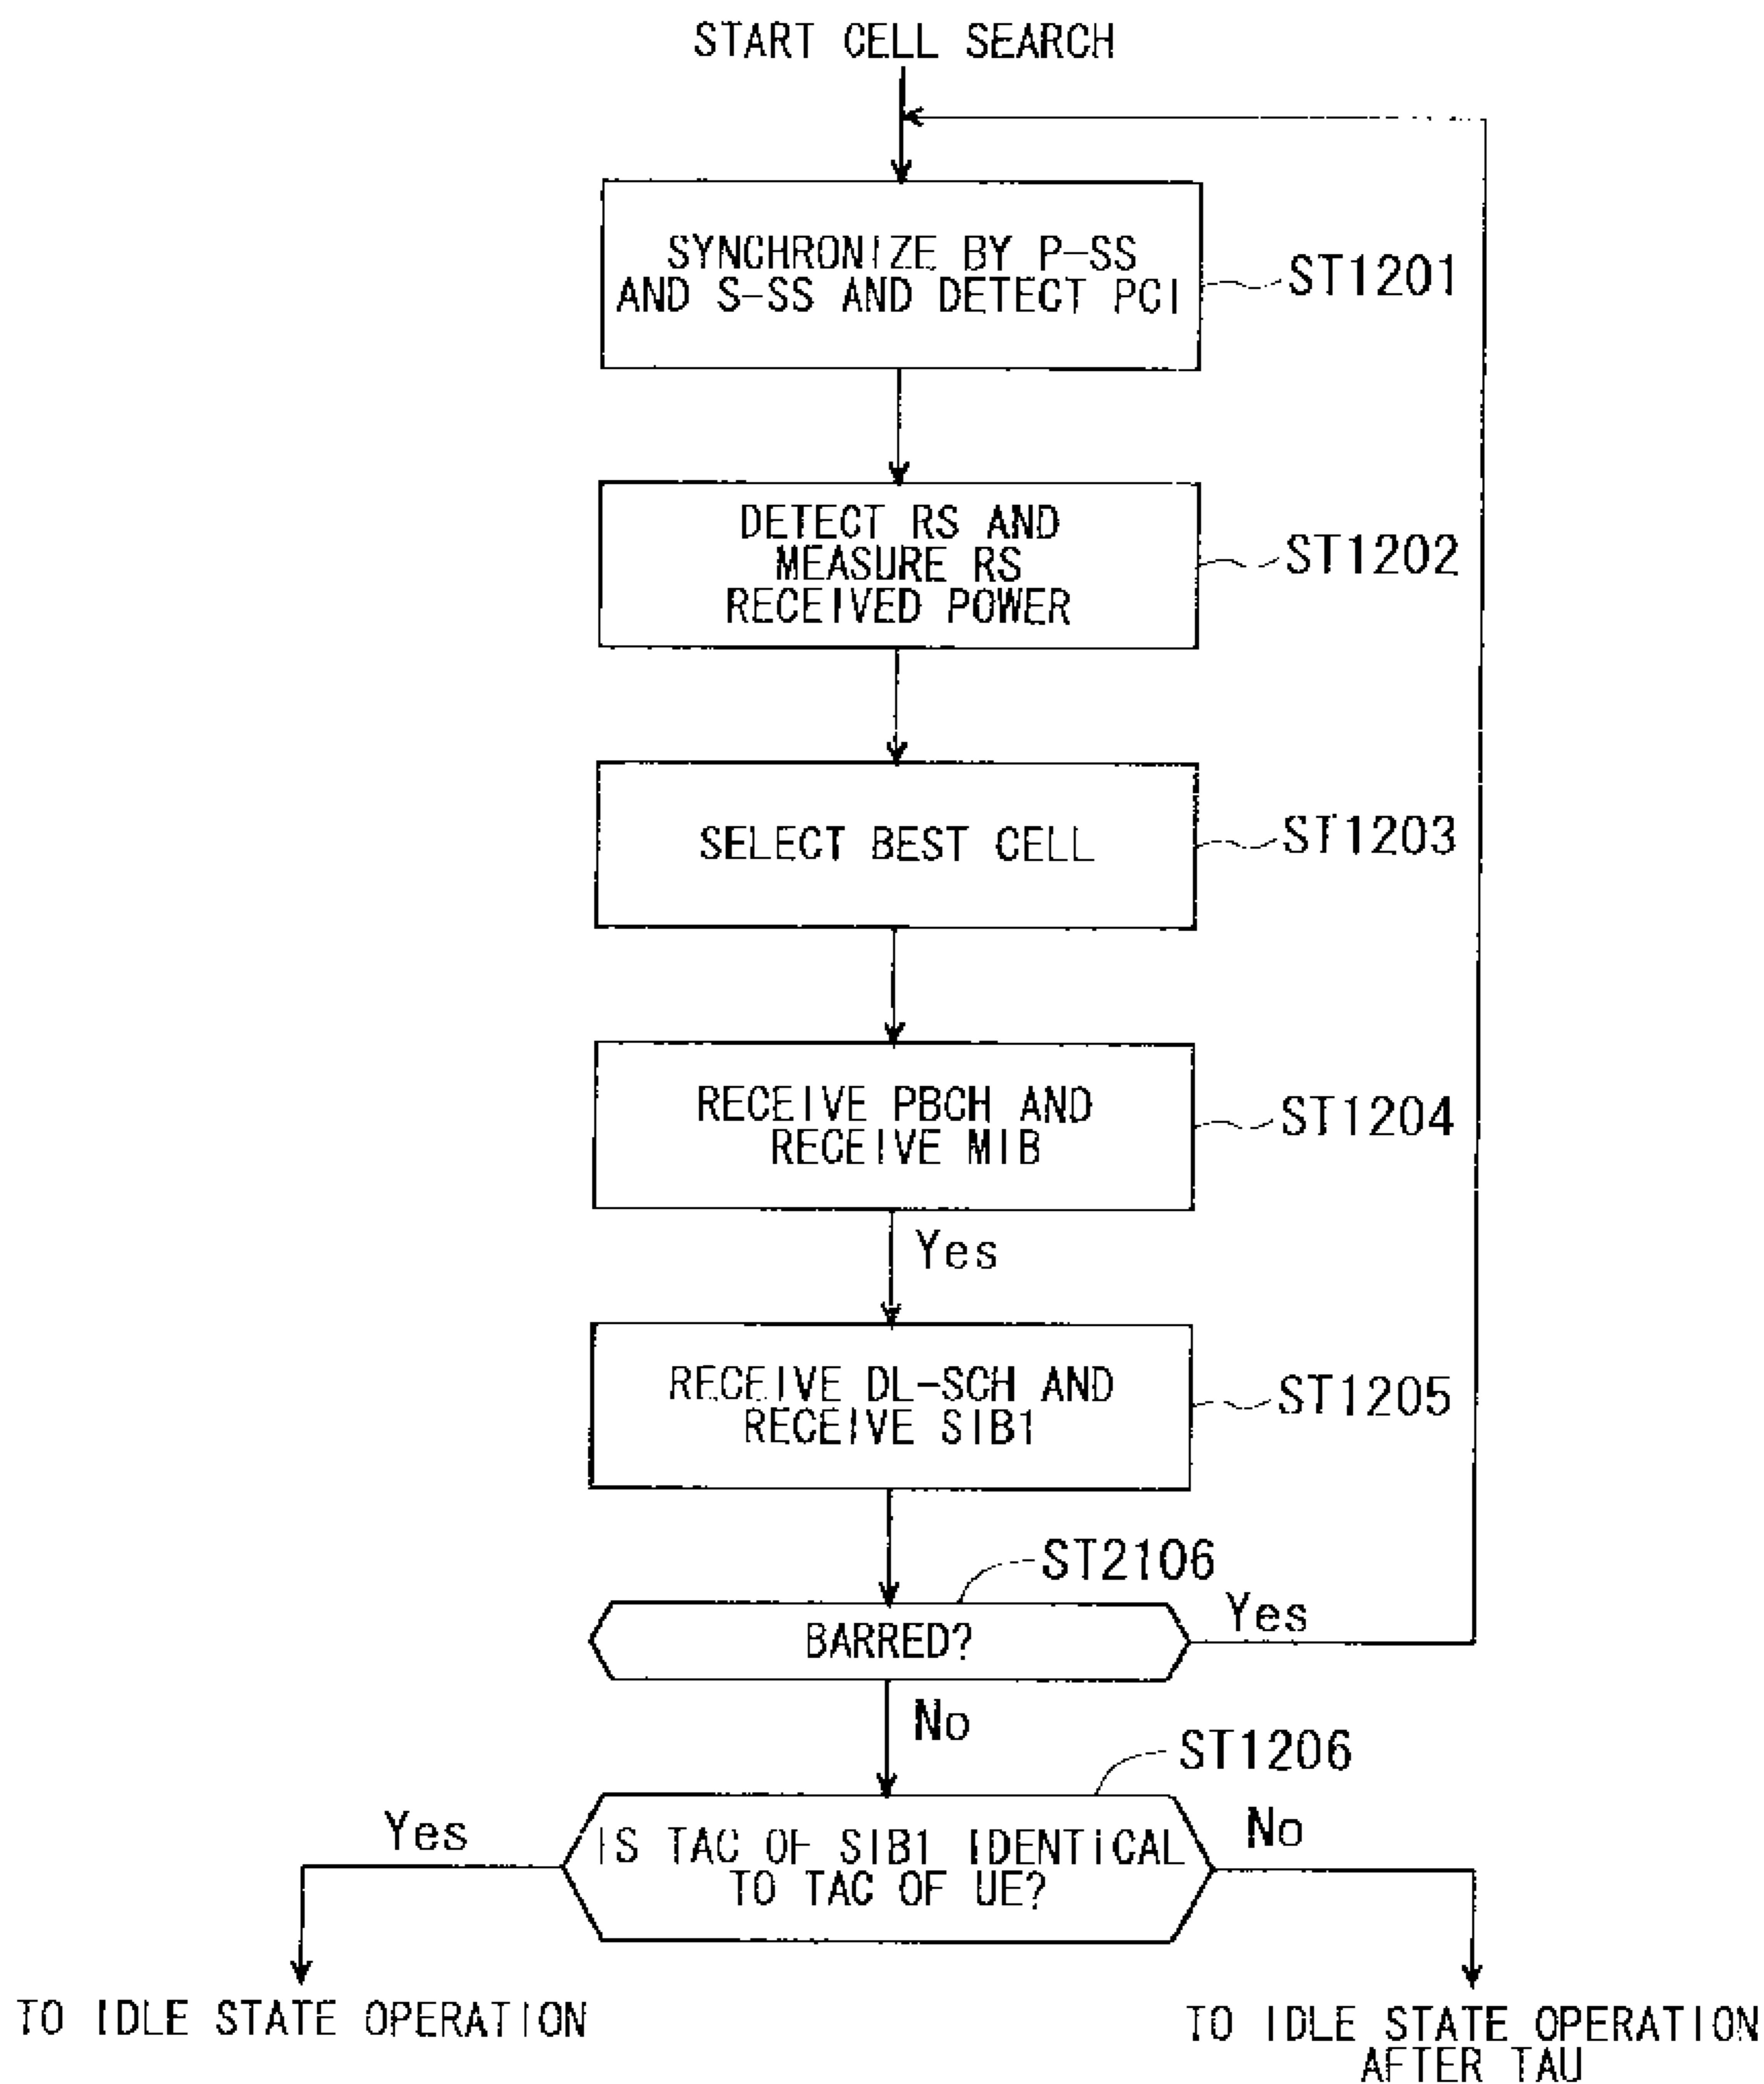 START CELL SEARCH
SYNCHRONIZE BY P-SS
AND S-SS AND DETECT PCI
ST1201
DETECT RS AND
MEASURE RS
RECEIVED POWER
ST1202
SELECT BEST CELL
ST1203
RECEIVE PBCH AND
RECEIVE MIB
ST1204
Yes
RECEIVE DL-SCH AND
RECEIVE SIB1
ST1205
ST2106
BARRED?
Yes
No
ST1206
IS TAC OF SIB1 IDENTICAL
TO TAC OF UE?
Yes
No
TO IDLE STATE OPERATION
TO IDLE STATE OPERATION
AFTER TAU